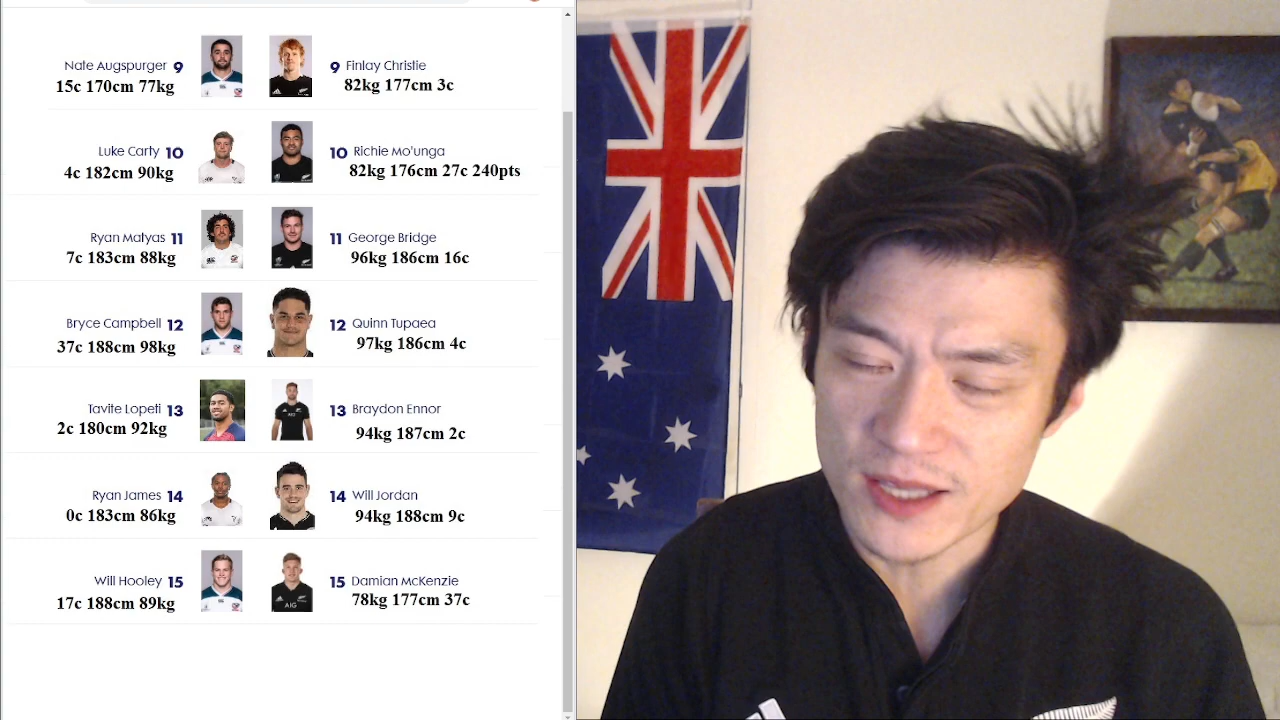 Nate Augspurger 9
15c 170cm 77kg
9 Finlay Christie
82kg 177cm 3c
Luke Carty 10
4c 182cm 90kg
10 Richie Mo'unga
82kg 176cm 27c 240pts
Ryan Matyas 11
7c 183cm 88kg
11 George Bridge
96kg 186cm 16c
Bryce Campbell 12
37c 188cm 98kg
12 Quinn Tupaea
97kg 186cm 4c
Tavite Lopeti 13
2c 180cm 92kg
13 Braydon Ennor
94kg 187cm 2c
Ryan James 14
0c 183cm 86kg
14 Will Jordan
94kg 188cm 9c
Will Hooley 15
17c 188cm 89kg
15 Damian McKenzie
78kg 177cm 37c
AIG
AIG